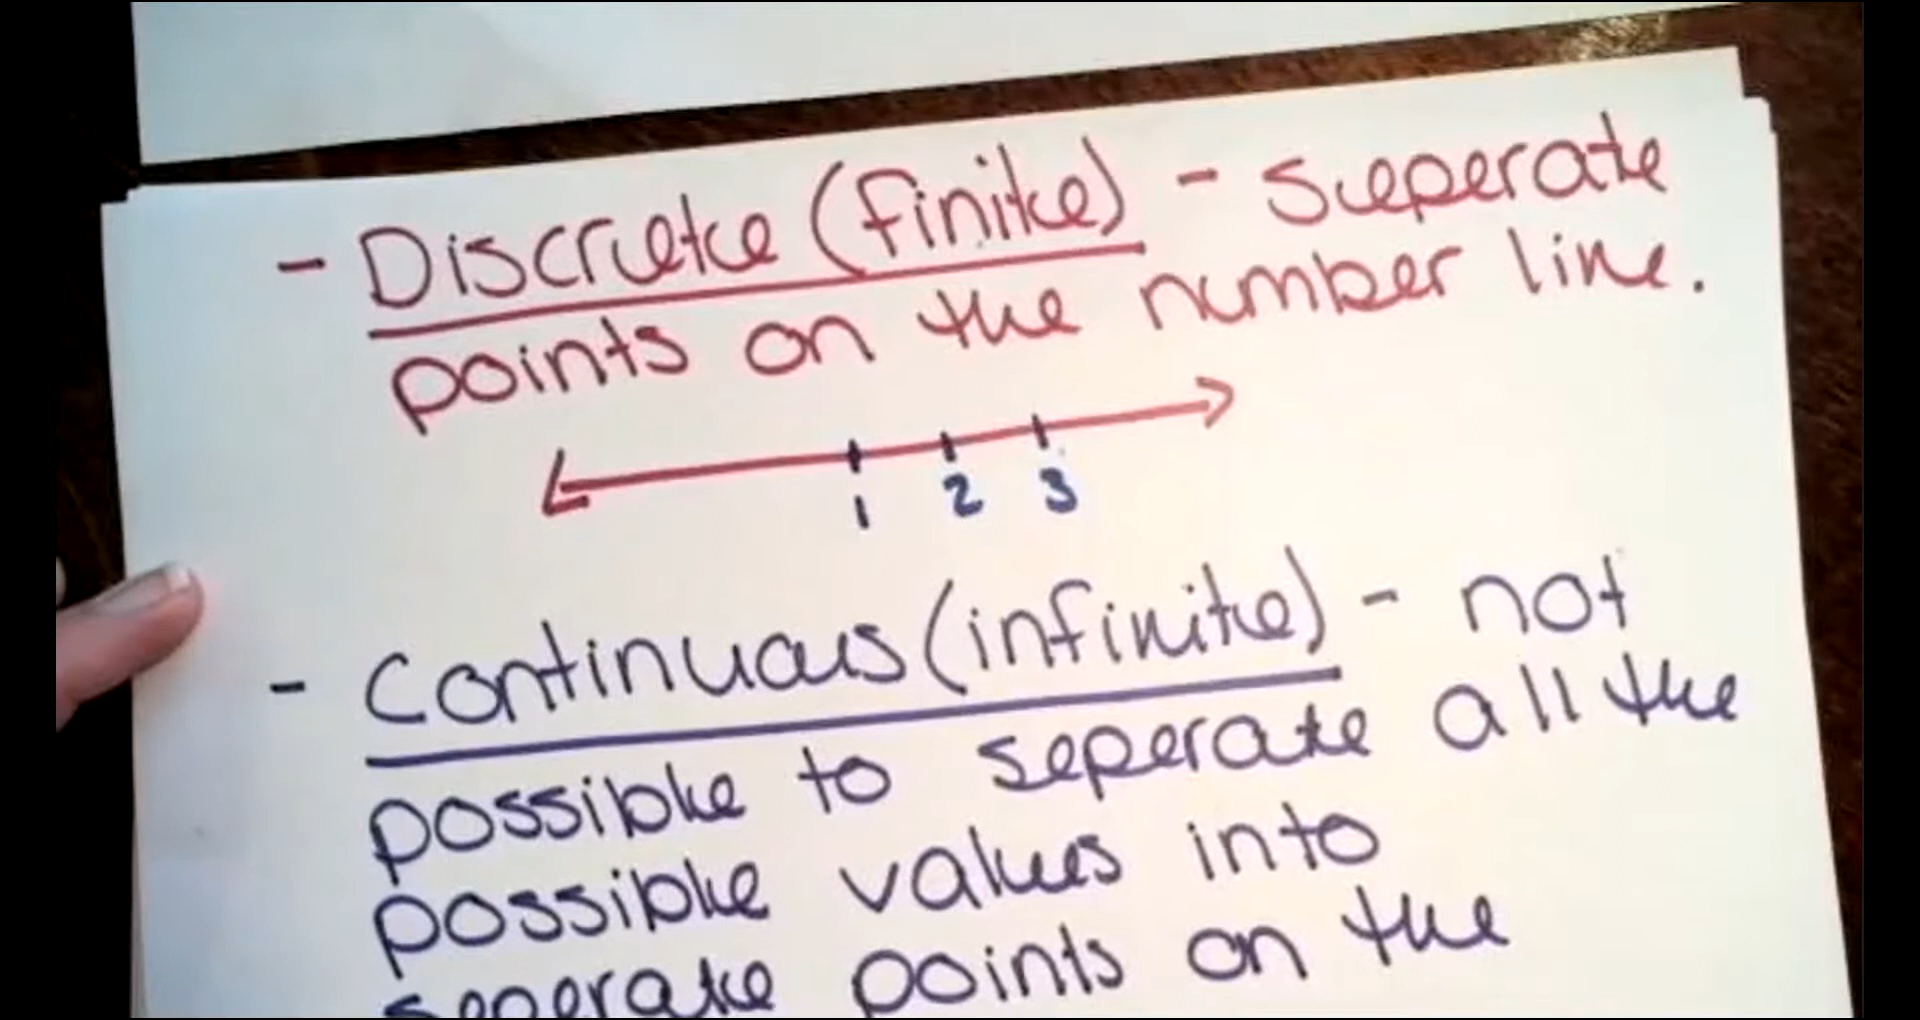 - Discrete (finite) - seperate
points on the number line.
1 2 3
- Continuous (infinite) - not
possible to seperate all the
possible values into
seperate points on the